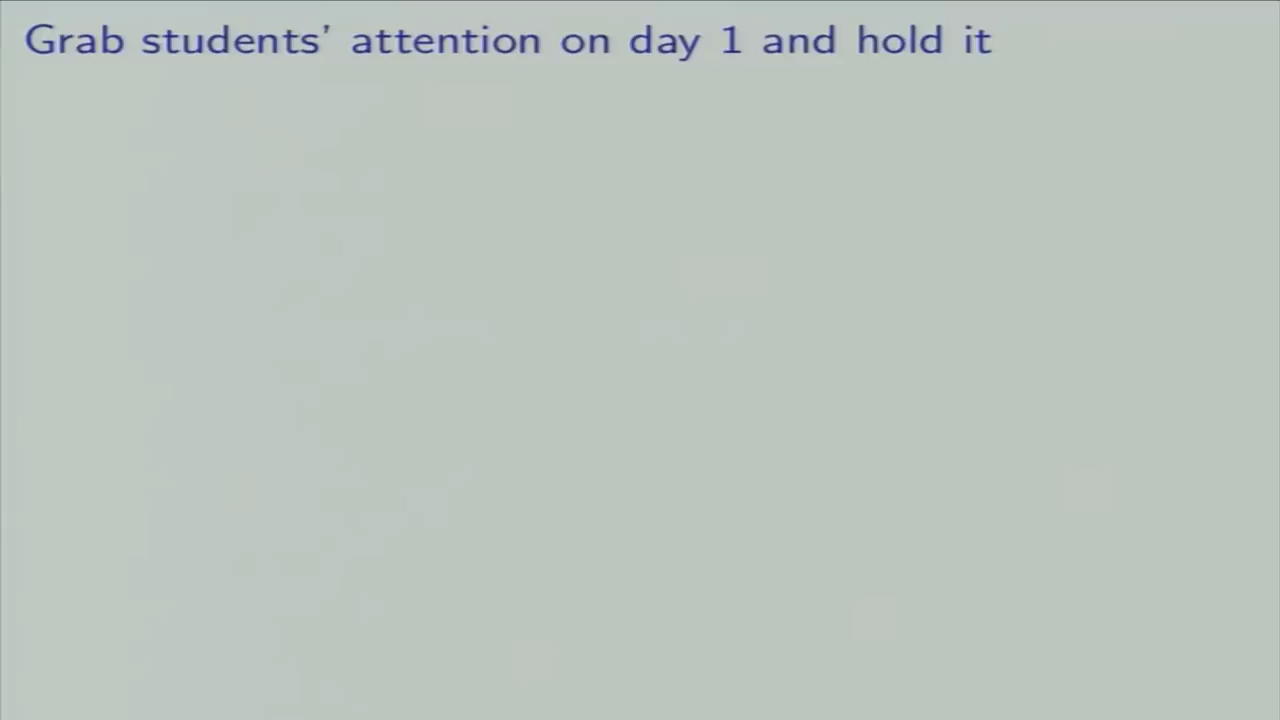 Grab students’ attention on day 1 and hold it